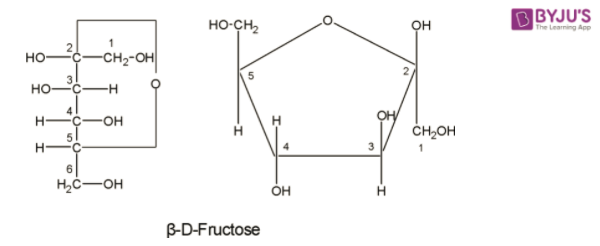 BYJU'S
The Learning App
2 1
HO C CH₂-OH
3
HO C H
O
4
H C OH
5
H C
6
H₂C OH
HO-CH₂ O OH
5 2
H H OH CH₂OH
4 3 1
OH H
β-D-Fructose